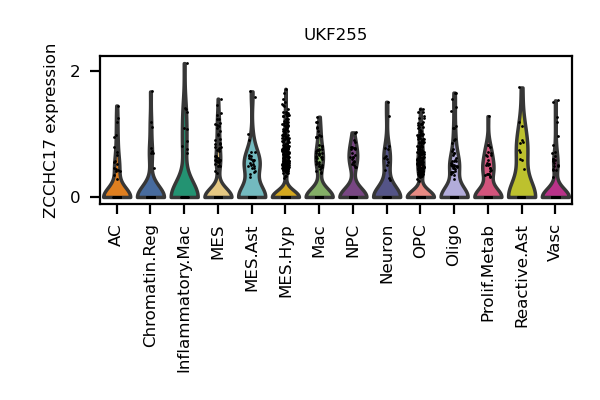 UKF255
ZCCHC17 expression
2
0
AC
Chromatin.Reg
Inflammatory.Mac
MES
MES.Ast
MES.Hyp
Mac
NPC
Neuron
OPC
Oligo
Prolif.Metab
Reactive.Ast
Vasc